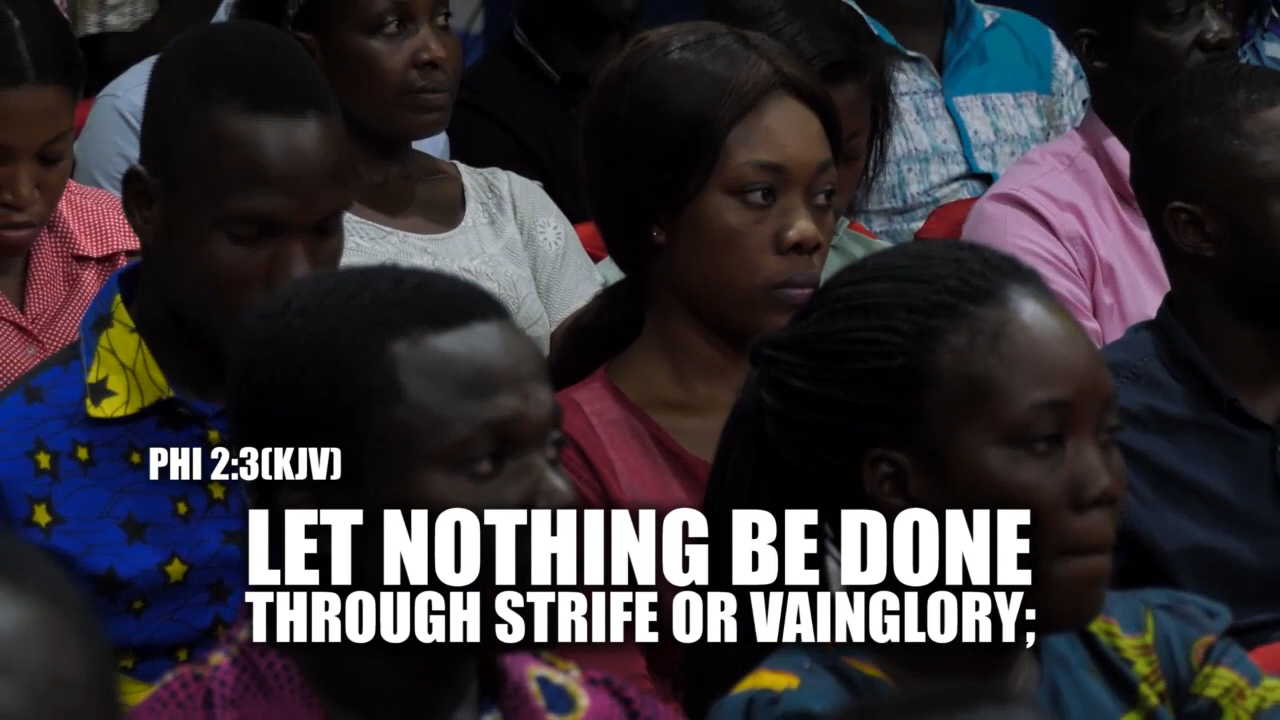 PHI 2:3(KJV)
LET NOTHING BE DONE
THROUGH STRIFE OR VAINGLORY;